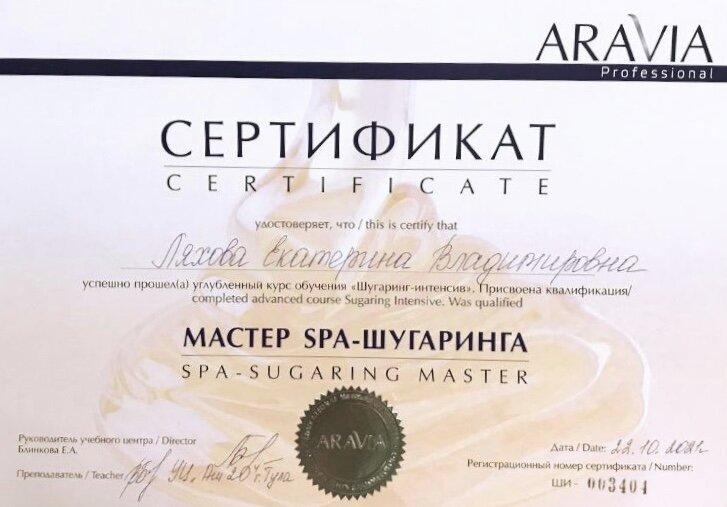 ARAVIA
Professional
СЕРТИФИКАТ
CERTIFICATE
удостоверяет, что / this is certify that
Ляхова Екатерина Владимировна
успешно прошел(а) углубленный курс обучения «Шугаринг-интенсив». Присвоена квалификация/
completed advanced course Sugaring Intensive. Was qualified
МАСТЕР SPA-ШУГАРИНГА
SPA-SUGARING MASTER
ARAVIA
Руководитель учебного центра / Director
Блинкова Е.А.
Преподаватель / Teacher г. Тула
Дата / Date: 22.10.2021г
Регистрационный номер сертификата / Number:
ШИ- 003404